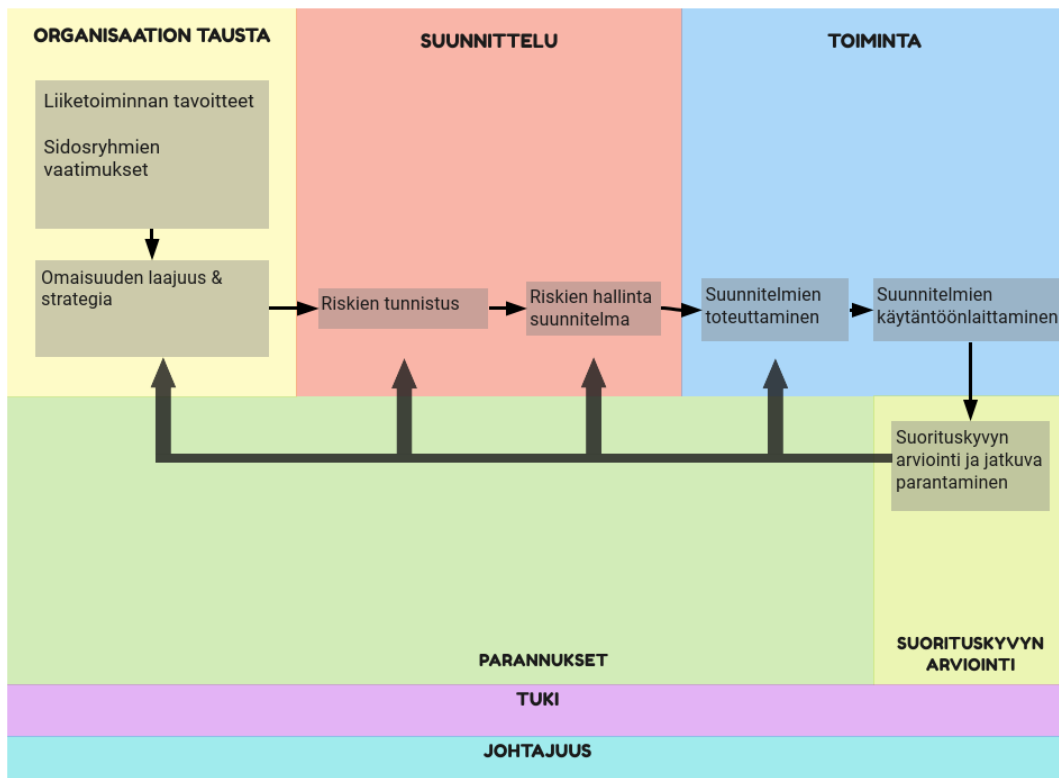 ORGANISAATION TAUSTA
Liiketoiminnan tavoitteet
Sidosryhmien
vaatimukset
Omaisuuden laajuus &
strategia
SUUNNITTELU
Riskien tunnistus
Riskien hallinta
suunnitelma
TOIMINTA
Suunnitelmien
toteuttaminen
Suunnitelmien
käytäntöönlaittaminen
Suorituskyvyn
arviointi ja jatkuva
parantaminen
SUORITUSKYVYN
ARVIOINTI
PARANNUKSET
TUKI
JOHTAJUUS